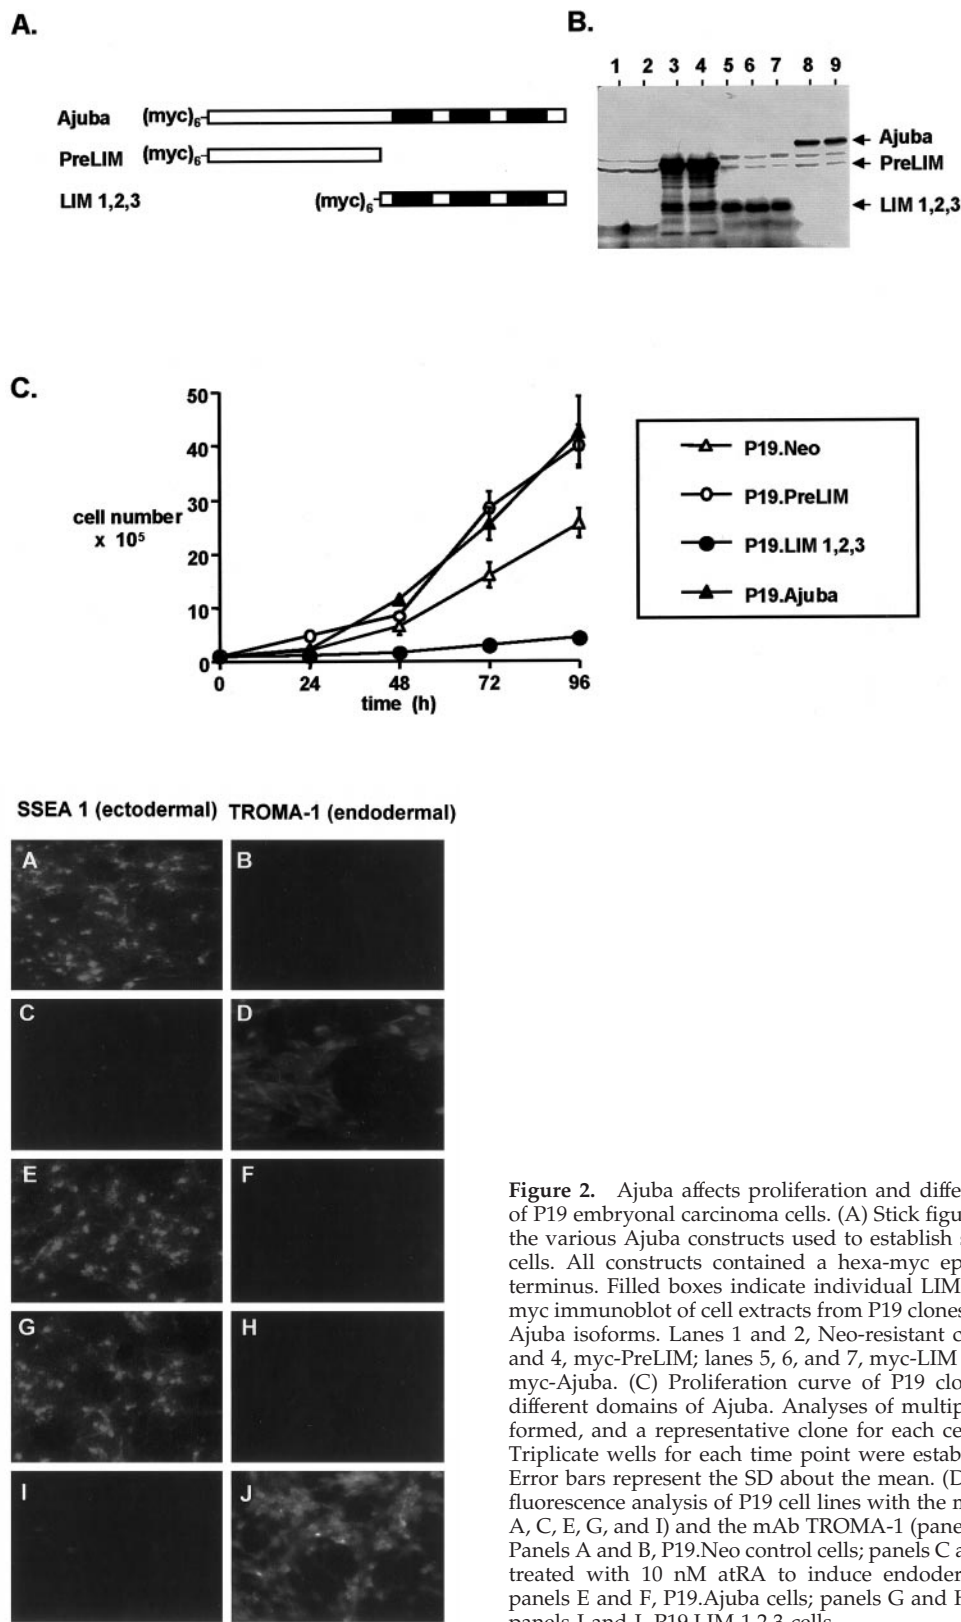 A.
Ajuba (myc)6-
PreLIM (myc)6-
LIM 1,2,3 (myc)6-
B.
1 2 3 4 5 6 7 8 9
Ajuba
PreLIM
LIM 1,2,3
C.
50
40
30
20
10
0
cell number
x 10⁵
0 24 48 72 96
time (h)
P19.Neo
P19.PreLIM
P19.LIM 1,2,3
P19.Ajuba
SSEA 1 (ectodermal) TROMA-1 (endodermal)
A B
C D
E F
G H
I J
Figure 2. Ajuba affects proliferation and diffe
of P19 embryonal carcinoma cells. (A) Stick figu
the various Ajuba constructs used to establish s
cells. All constructs contained a hexa-myc ep
terminus. Filled boxes indicate individual LIM
myc immunoblot of cell extracts from P19 clones
Ajuba isoforms. Lanes 1 and 2, Neo-resistant c
and 4, myc-PreLIM; lanes 5, 6, and 7, myc-LIM
myc-Ajuba. (C) Proliferation curve of P19 clo
different domains of Ajuba. Analyses of multip
formed, and a representative clone for each ce
Triplicate wells for each time point were estab
Error bars represent the SD about the mean. (D
fluorescence analysis of P19 cell lines with the m
A, C, E, G, and I) and the mAb TROMA-1 (pane
Panels A and B, P19.Neo control cells; panels C a
treated with 10 nM atRA to induce endoder
panels E and F, P19.Ajuba cells; panels G and H
panels I and J, P19.LIM 1,2,3 cells